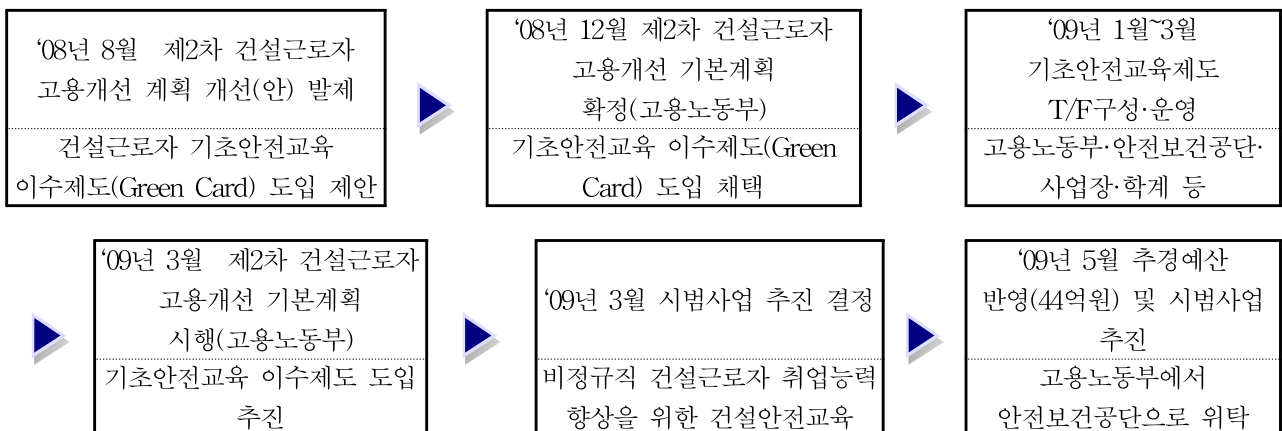 ‘08년 8월 제2차 건설근로자
고용개선 계획 개선(안) 발제
건설근로자 기초안전교육
이수제도(Green Card) 도입 제안
‘08년 12월 제2차 건설근로자
고용개선 기본계획
확정(고용노동부)
기초안전교육 이수제도(Green
Card) 도입 채택
‘09년 1월~3월
기초안전교육제도
T/F구성·운영
고용노동부·안전보건공단·
사업장·학계 등
‘09년 3월 제2차 건설근로자
고용개선 기본계획
시행(고용노동부)
기초안전교육 이수제도 도입
추진
‘09년 3월 시범사업 추진 결정
비정규직 건설근로자 취업능력
향상을 위한 건설안전교육
‘09년 5월 추경예산
반영(44억원) 및 시범사업
추진
고용노동부에서
안전보건공단으로 위탁